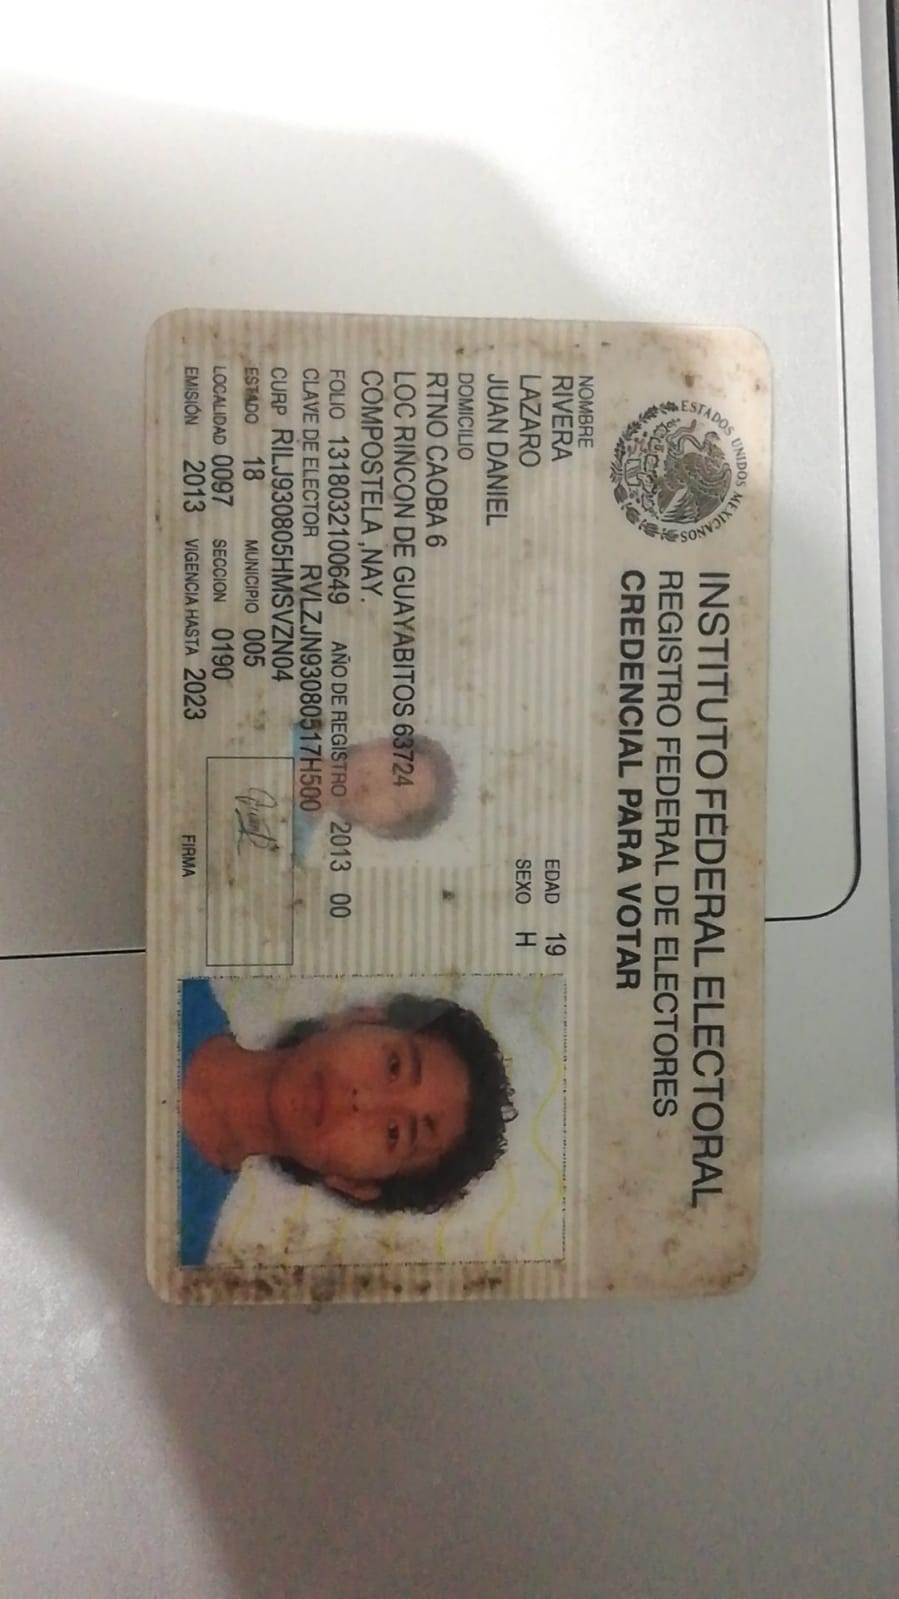 ESTADOS UNIDOS MEXICANOS
INSTITUTO FEDERAL ELECTORAL
REGISTRO FEDERAL DE ELECTORES
CREDENCIAL PARA VOTAR
NOMBRE
RIVERA
LAZARO
JUAN DANIEL
EDAD 19
SEXO H
DOMICILIO
RTNO CAOBA 6
LOC RINCON DE GUAYABITOS 63724
COMPOSTELA ,NAY.
FOLIO 1318032100649 AÑO DE REGISTRO 2013 00
CLAVE DE ELECTOR RVLZJN93080517H500
CURP RILJ930805HMSVZN04
ESTADO 18 MUNICIPIO 005
LOCALIDAD 0097 SECCION 0190
EMISIÓN 2013 VIGENCIA HASTA 2023
FIRMA